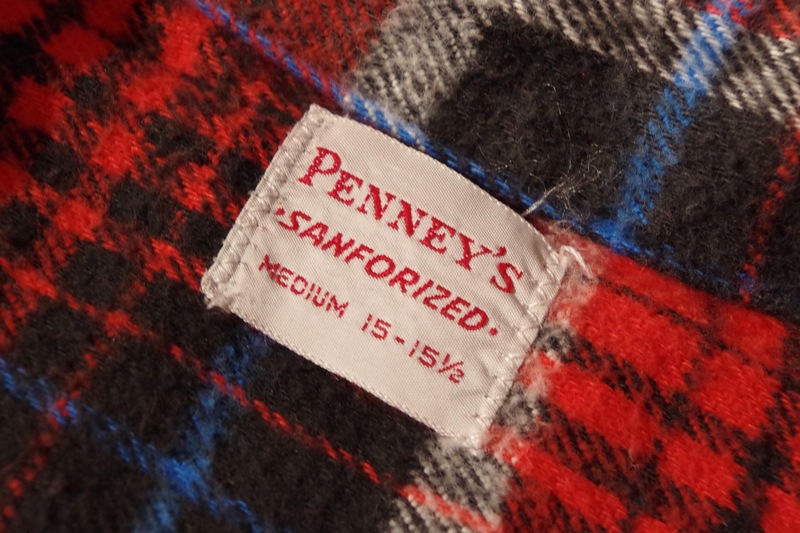 PENNEY'S
·SANFORIZED·
MEDIUM 15-15½